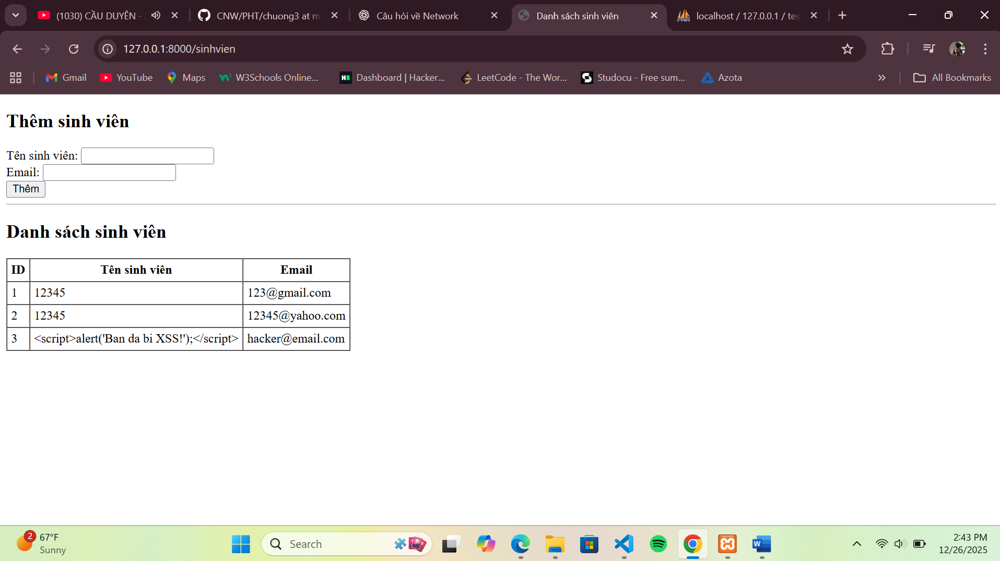 (1030) CẦU DUYÊN -
CNW/PHT/chuong3 at m
Câu hỏi về Network
Danh sách sinh viên
localhost / 127.0.0.1 / tes
127.0.0.1:8000/sinhvien
Gmail
YouTube
Maps
W3Schools Online...
Dashboard | Hacker...
LeetCode - The Wor...
Studocu - Free sum...
Azota
All Bookmarks
Thêm sinh viên
Tên sinh viên:
Email:
Thêm
Danh sách sinh viên
ID Tên sinh viên Email
1 12345 123@gmail.com
2 12345 12345@yahoo.com
3 <script>alert('Ban da bi XSS!');</script> hacker@email.com
2
67°F
Sunny
Search
2:43 PM
12/26/2025